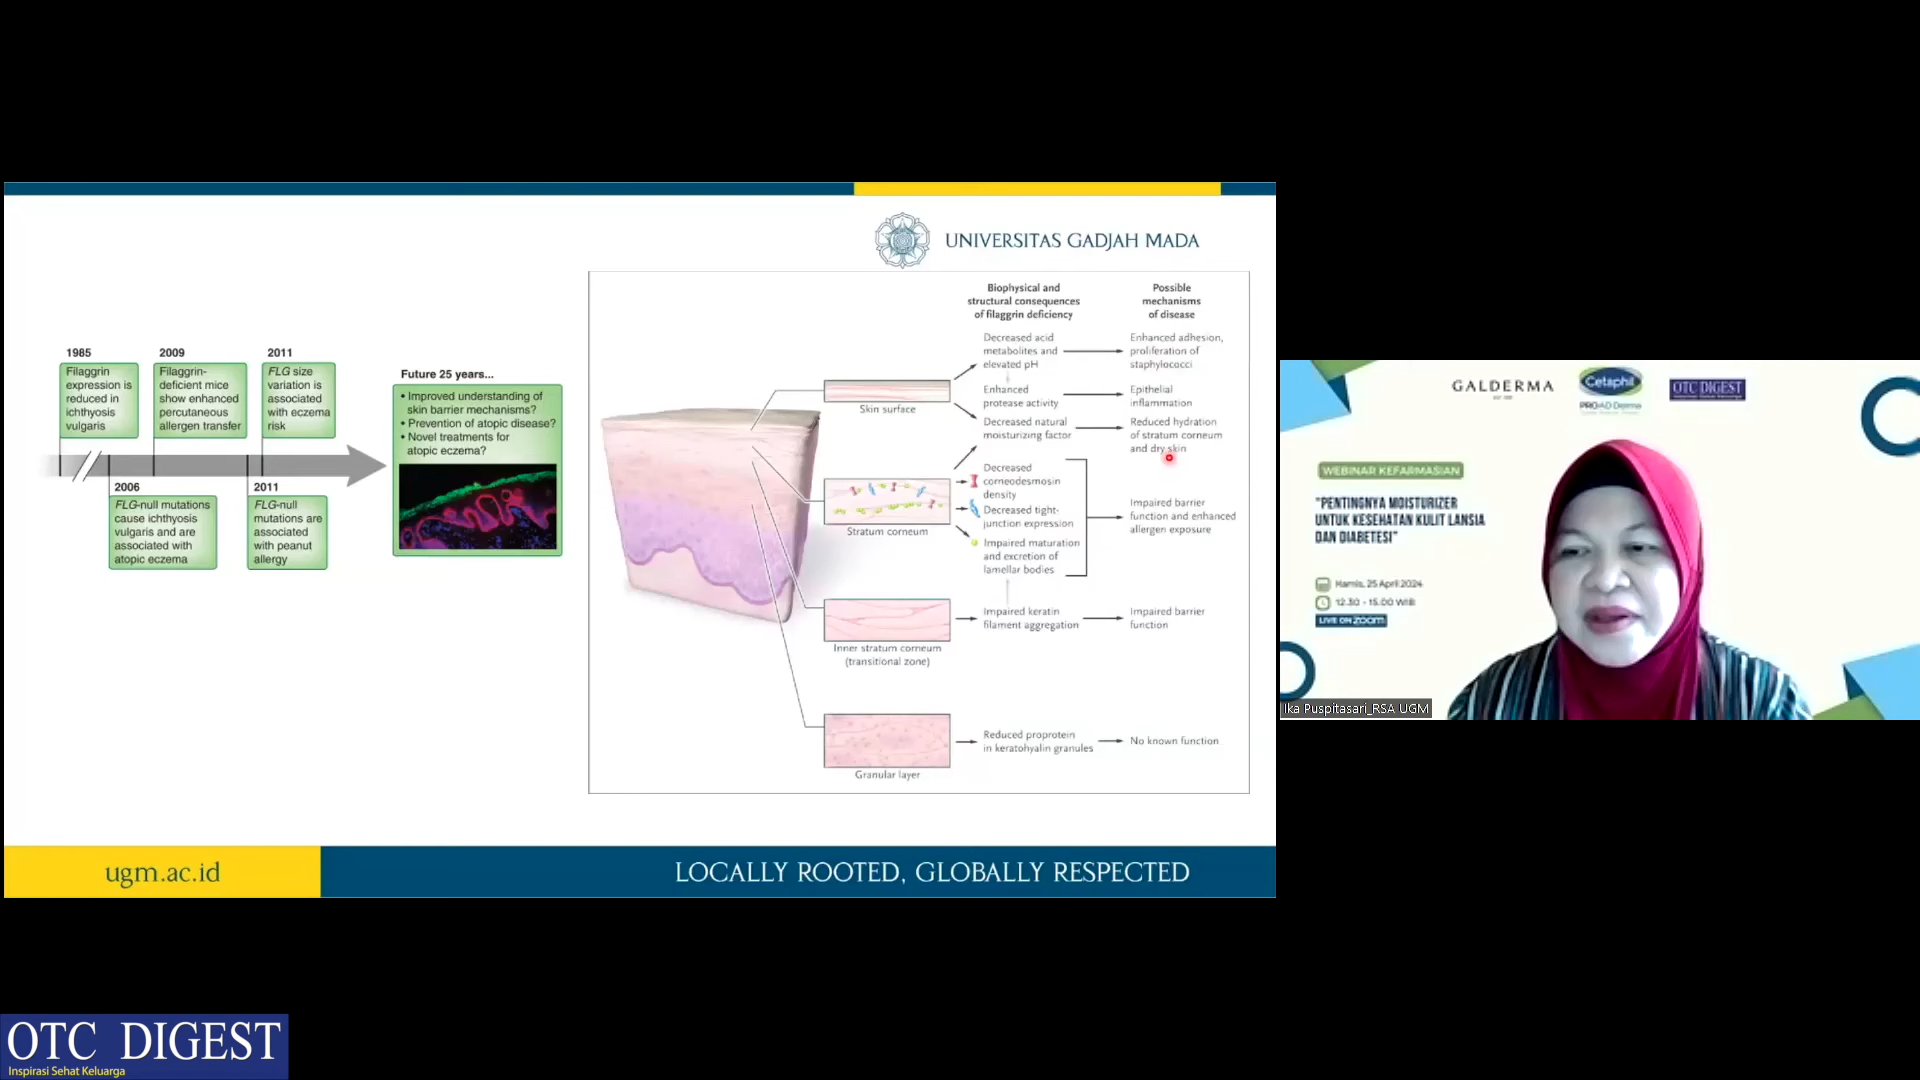 UNIVERSITAS GADJAH MADA
1985
Filaggrin
expression is
reduced in
ichthyosis
vulgaris
2009
Filaggrin-
deficient mice
show enhanced
percutaneous
allergen transfer
2011
FLG size
variation is
associated
with eczema
risk
2006
FLG-null mutations
cause ichthyosis
vulgaris and are
associated with
atopic eczema
2011
FLG-null
mutations are
associated
with peanut
allergy
Future 25 years...
• Improved understanding of
skin barrier mechanisms?
• Prevention of atopic disease?
• Novel treatments for
atopic eczema?
Biophysical and
structural consequences
of filaggrin deficiency
Possible
mechanisms
of disease
Decreased acid
metabolites and
elevated pH
Enhanced adhesion,
proliferation of
staphylococci
Enhanced
protease activity
Epithelial
inflammation
Decreased natural
moisturizing factor
Reduced hydration
of stratum corneum
and dry skin
Skin surface
Decreased
corneodesmosin
density
Decreased tight-
junction expression
Impaired maturation
and excretion of
lamellar bodies
Impaired barrier
function and enhanced
allergen exposure
Stratum corneum
Impaired keratin
filament aggregation
Impaired barrier
function
Inner stratum corneum
(transitional zone)
Reduced proprotein
in keratohyalin granules
No known function
Granular layer
ugm.ac.id
LOCALLY ROOTED, GLOBALLY RESPECTED
GALDERMA
Cetaphil
PRO AD Derma
OTC DIGEST
WEBINAR KEFARMASIAN
"PENTINGNYA MOISTURIZER
UNTUK KESEHATAN KULIT LANSIA
DAN DIABETESI"
Kamis, 25 April 2024
12.30 - 15.00 WIB
LIVE ON zoom
Ika Puspitasari_RSA UGM
OTC DIGEST
Inspirasi Sehat Keluarga